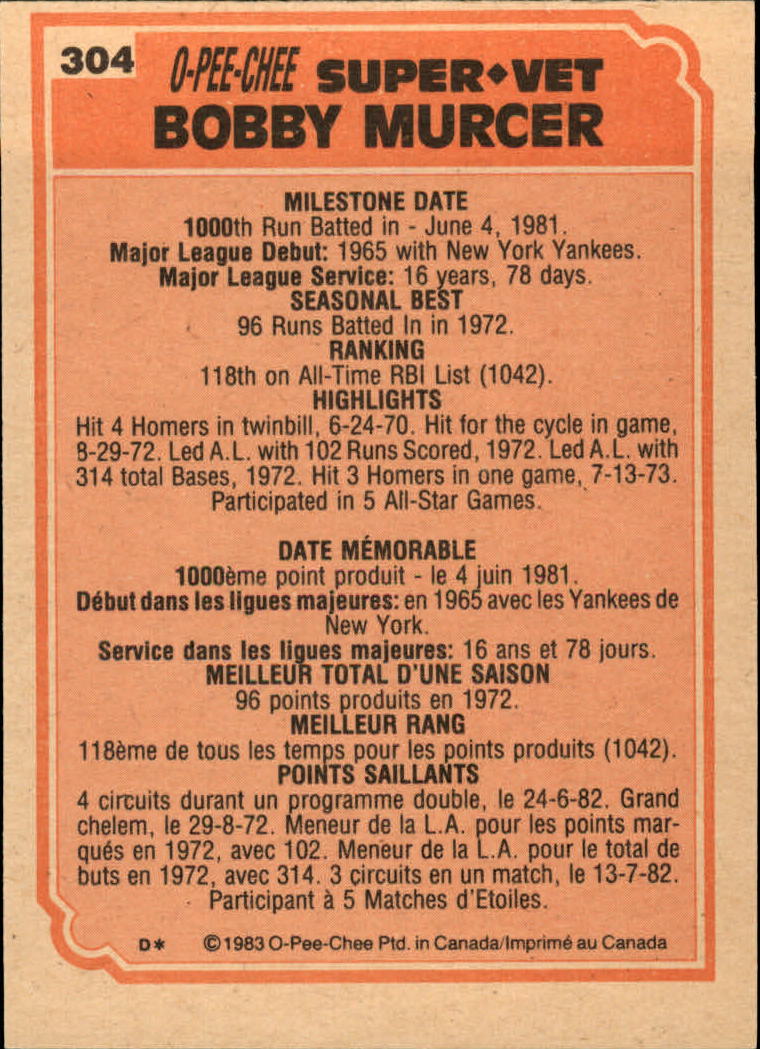 304
O-PEE-CHEE SUPER◆VET
BOBBY MURCER
MILESTONE DATE
1000th Run Batted in - June 4, 1981.
Major League Debut: 1965 with New York Yankees.
Major League Service: 16 years, 78 days.
SEASONAL BEST
96 Runs Batted In in 1972.
RANKING
118th on All-Time RBI List (1042).
HIGHLIGHTS
Hit 4 Homers in twinbill, 6-24-70. Hit for the cycle in game,
8-29-72. Led A.L. with 102 Runs Scored, 1972. Led A.L. with
314 total Bases, 1972. Hit 3 Homers in one game, 7-13-73.
Participated in 5 All-Star Games.
DATE MÉMORABLE
1000ème point produit - le 4 juin 1981.
Début dans les ligues majeures: en 1965 avec les Yankees de
New York.
Service dans les ligues majeures: 16 ans et 78 jours.
MEILLEUR TOTAL D'UNE SAISON
96 points produits en 1972.
MEILLEUR RANG
118ème de tous les temps pour les points produits (1042).
POINTS SAILLANTS
4 circuits durant un programme double, le 24-6-82. Grand
chelem, le 29-8-72. Meneur de la L.A. pour les points mar-
qués en 1972, avec 102. Meneur de la L.A. pour le total de
buts en 1972, avec 314. 3 circuits en un match, le 13-7-82.
Participant à 5 Matches d'Etoiles.
D* ©1983 O-Pee-Chee Ptd. in Canada/Imprimé au Canada